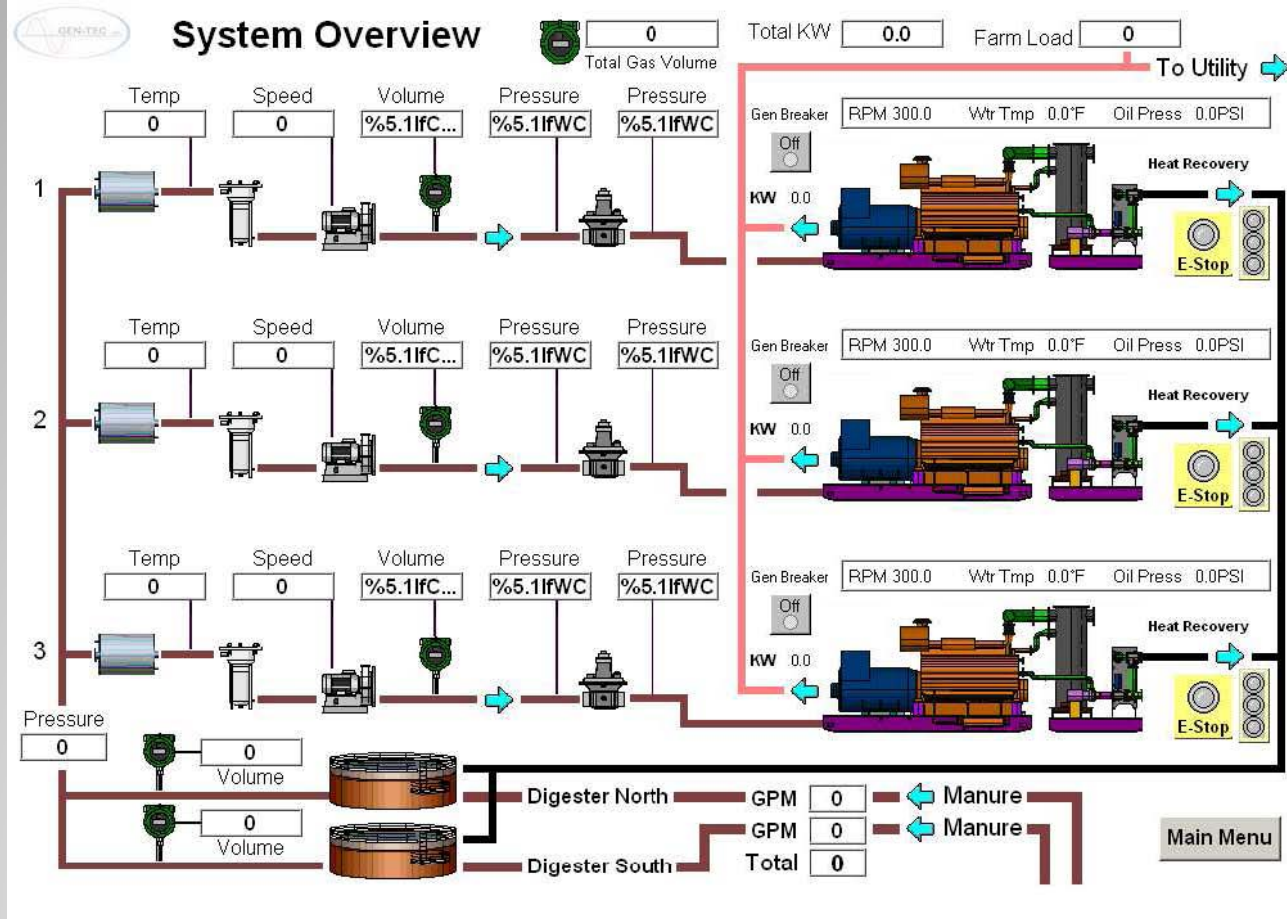 GEN-TEC
System Overview
0
Total Gas Volume
Total KW 0.0
Farm Load 0
To Utility
Temp Speed Volume Pressure Pressure
0 0 %5.1lfC... %5.1lfWC %5.1lfWC
Gen Breaker RPM 300.0 Wtr Tmp 0.0°F Oil Press 0.0PSI
Off
Heat Recovery
1
KW 0.0
E-Stop
Temp Speed Volume Pressure Pressure
0 0 %5.1lfC... %5.1lfWC %5.1lfWC
Gen Breaker RPM 300.0 Wtr Tmp 0.0°F Oil Press 0.0PSI
Off
Heat Recovery
2
KW 0.0
E-Stop
Temp Speed Volume Pressure Pressure
0 0 %5.1lfC... %5.1lfWC %5.1lfWC
Gen Breaker RPM 300.0 Wtr Tmp 0.0°F Oil Press 0.0PSI
Off
Heat Recovery
3
KW 0.0
E-Stop
Pressure
0
0
Volume
Digester North GPM 0 Manure
0
Volume
GPM 0 Manure
Digester South Total 0
Main Menu